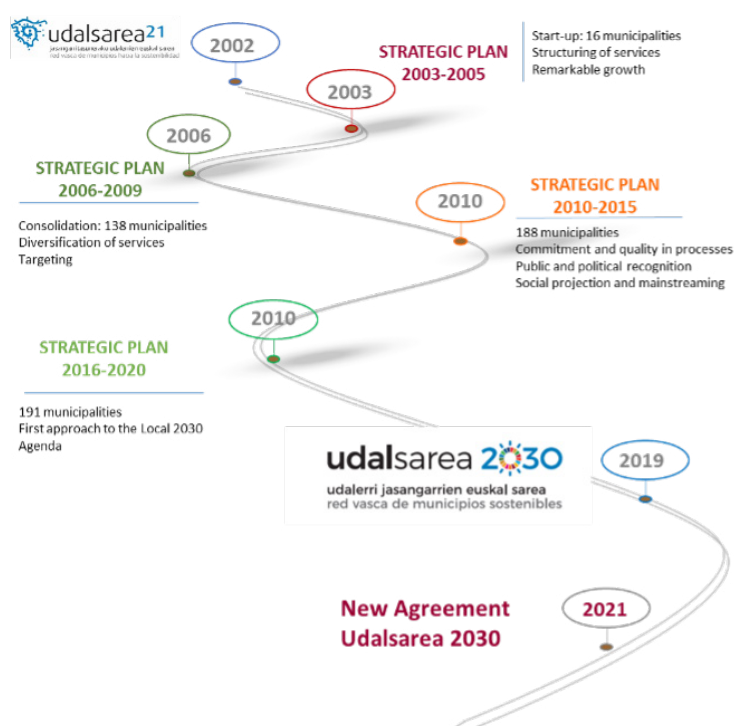 udalsarea21
jasangarritasunerako udalerrien euskal sarea
red vasca de municipios hacia la sostenibilidad
2002
STRATEGIC PLAN
2003-2005
Start-up: 16 municipalities
Structuring of services
Remarkable growth
2003
2006
STRATEGIC PLAN
2006-2009
Consolidation: 138 municipalities
Diversification of services
Targeting
2010
STRATEGIC PLAN
2010-2015
188 municipalities
Commitment and quality in processes
Public and political recognition
Social projection and mainstreaming
2010
STRATEGIC PLAN
2016-2020
191 municipalities
First approach to the Local 2030
Agenda
udalsarea 2030
udalerri jasangarrien euskal sarea
red vasca de municipios sostenibles
2019
New Agreement
Udalsarea 2030
2021